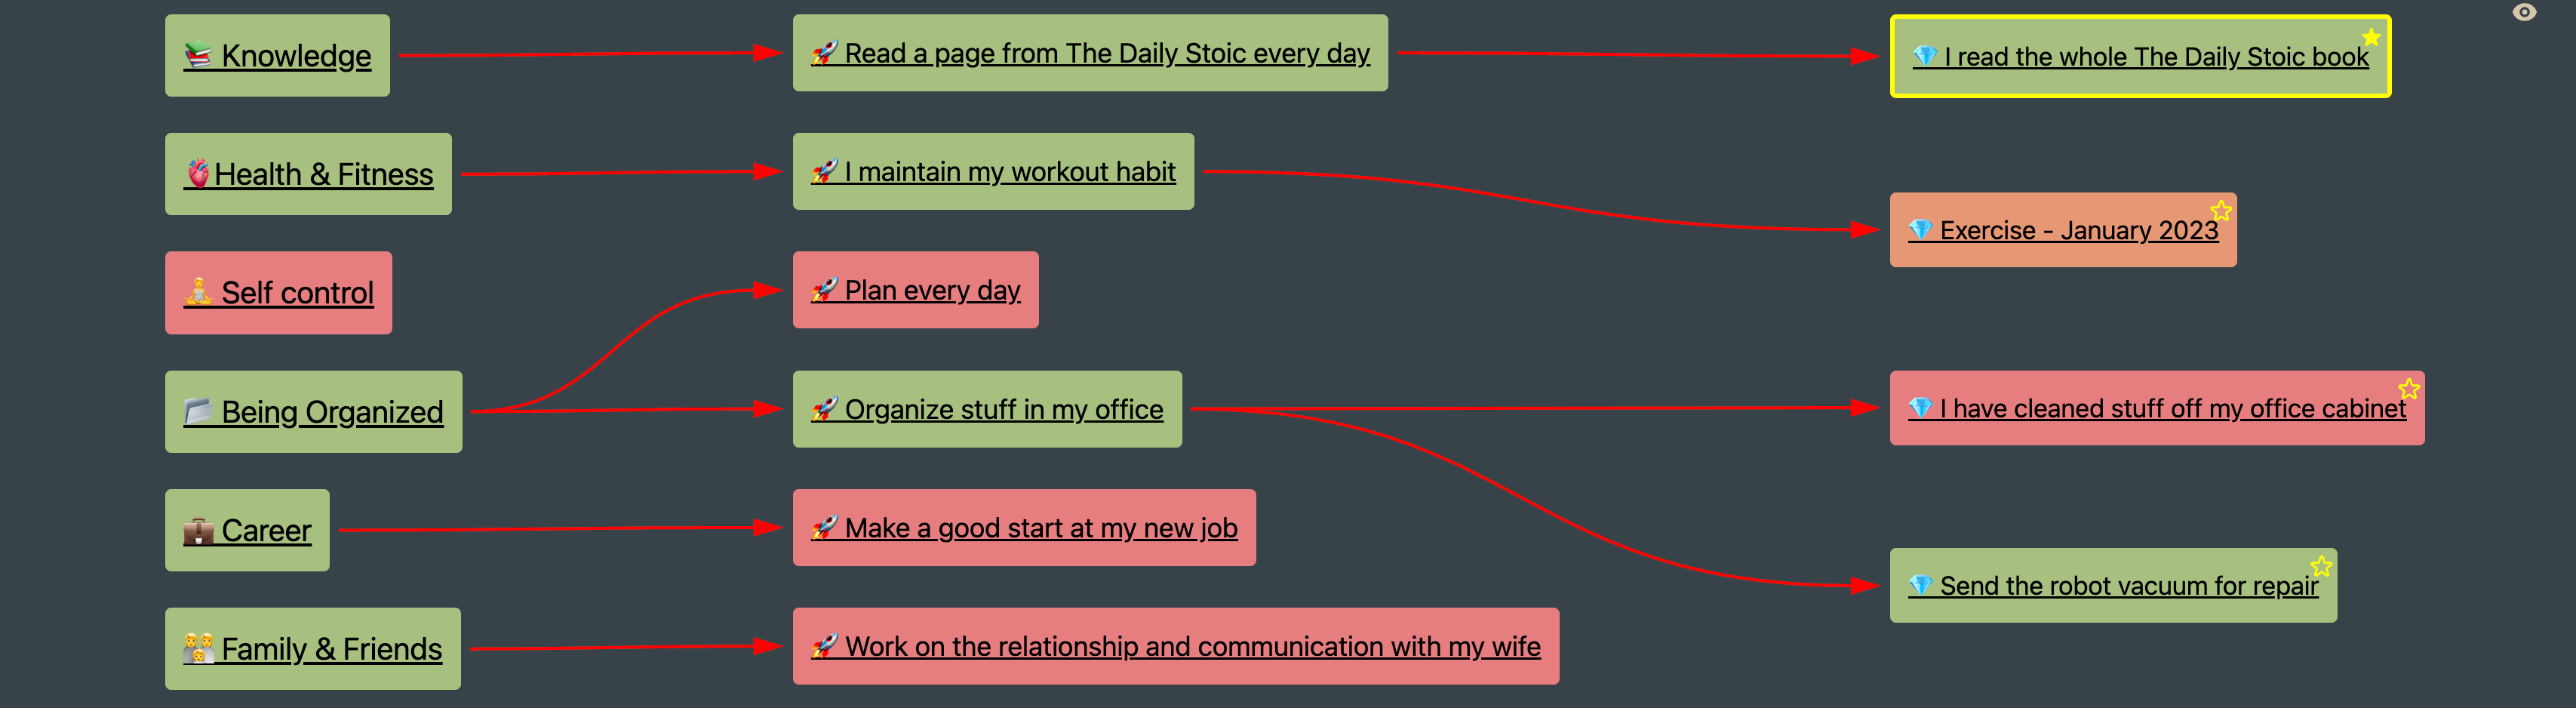 📚 Knowledge
🚀 Read a page from The Daily Stoic every day
💎 I read the whole The Daily Stoic book
🫀Health & Fitness
🚀 I maintain my workout habit
💎 Exercise - January 2023
🧘 Self control
🚀 Plan every day
📁 Being Organized
🚀 Organize stuff in my office
💎 I have cleaned stuff off my office cabinet
💼 Career
🚀 Make a good start at my new job
💎 Send the robot vacuum for repair
👨‍👩‍👦 Family & Friends
🚀 Work on the relationship and communication with my wife